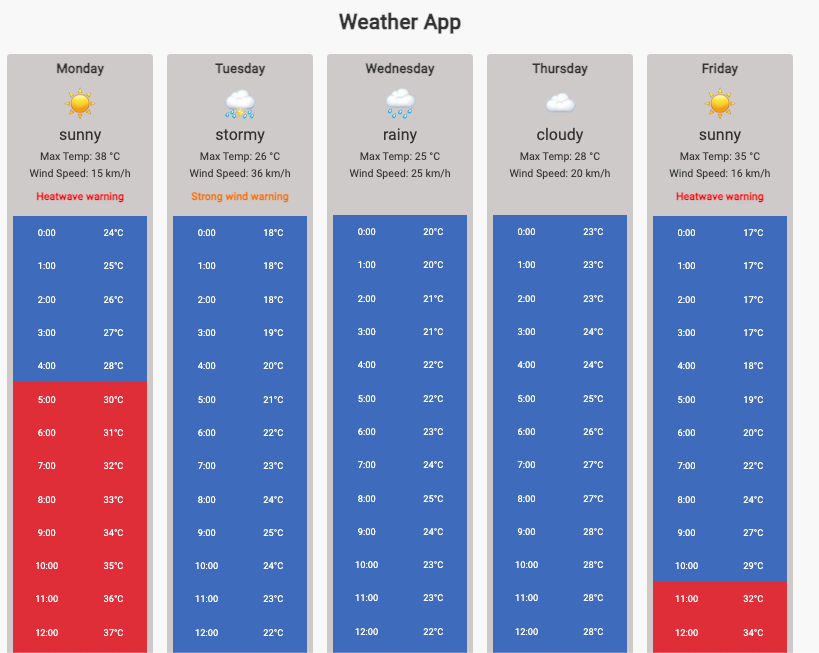 Weather App
Monday
sunny
Max Temp: 38 °C
Wind Speed: 15 km/h
Heatwave warning
0:00 24°C
1:00 25°C
2:00 26°C
3:00 27°C
4:00 28°C
5:00 30°C
6:00 31°C
7:00 32°C
8:00 33°C
9:00 34°C
10:00 35°C
11:00 36°C
12:00 37°C
Tuesday
stormy
Max Temp: 26 °C
Wind Speed: 36 km/h
Strong wind warning
0:00 18°C
1:00 18°C
2:00 18°C
3:00 19°C
4:00 20°C
5:00 21°C
6:00 22°C
7:00 23°C
8:00 24°C
9:00 25°C
10:00 24°C
11:00 23°C
12:00 22°C
Wednesday
rainy
Max Temp: 25 °C
Wind Speed: 25 km/h
0:00 20°C
1:00 20°C
2:00 21°C
3:00 21°C
4:00 22°C
5:00 22°C
6:00 23°C
7:00 24°C
8:00 25°C
9:00 24°C
10:00 23°C
11:00 23°C
12:00 22°C
Thursday
cloudy
Max Temp: 28 °C
Wind Speed: 20 km/h
0:00 23°C
1:00 23°C
2:00 23°C
3:00 24°C
4:00 24°C
5:00 25°C
6:00 26°C
7:00 27°C
8:00 27°C
9:00 28°C
10:00 28°C
11:00 28°C
12:00 28°C
Friday
sunny
Max Temp: 35 °C
Wind Speed: 16 km/h
Heatwave warning
0:00 17°C
1:00 17°C
2:00 17°C
3:00 17°C
4:00 18°C
5:00 19°C
6:00 20°C
7:00 22°C
8:00 24°C
9:00 27°C
10:00 29°C
11:00 32°C
12:00 34°C